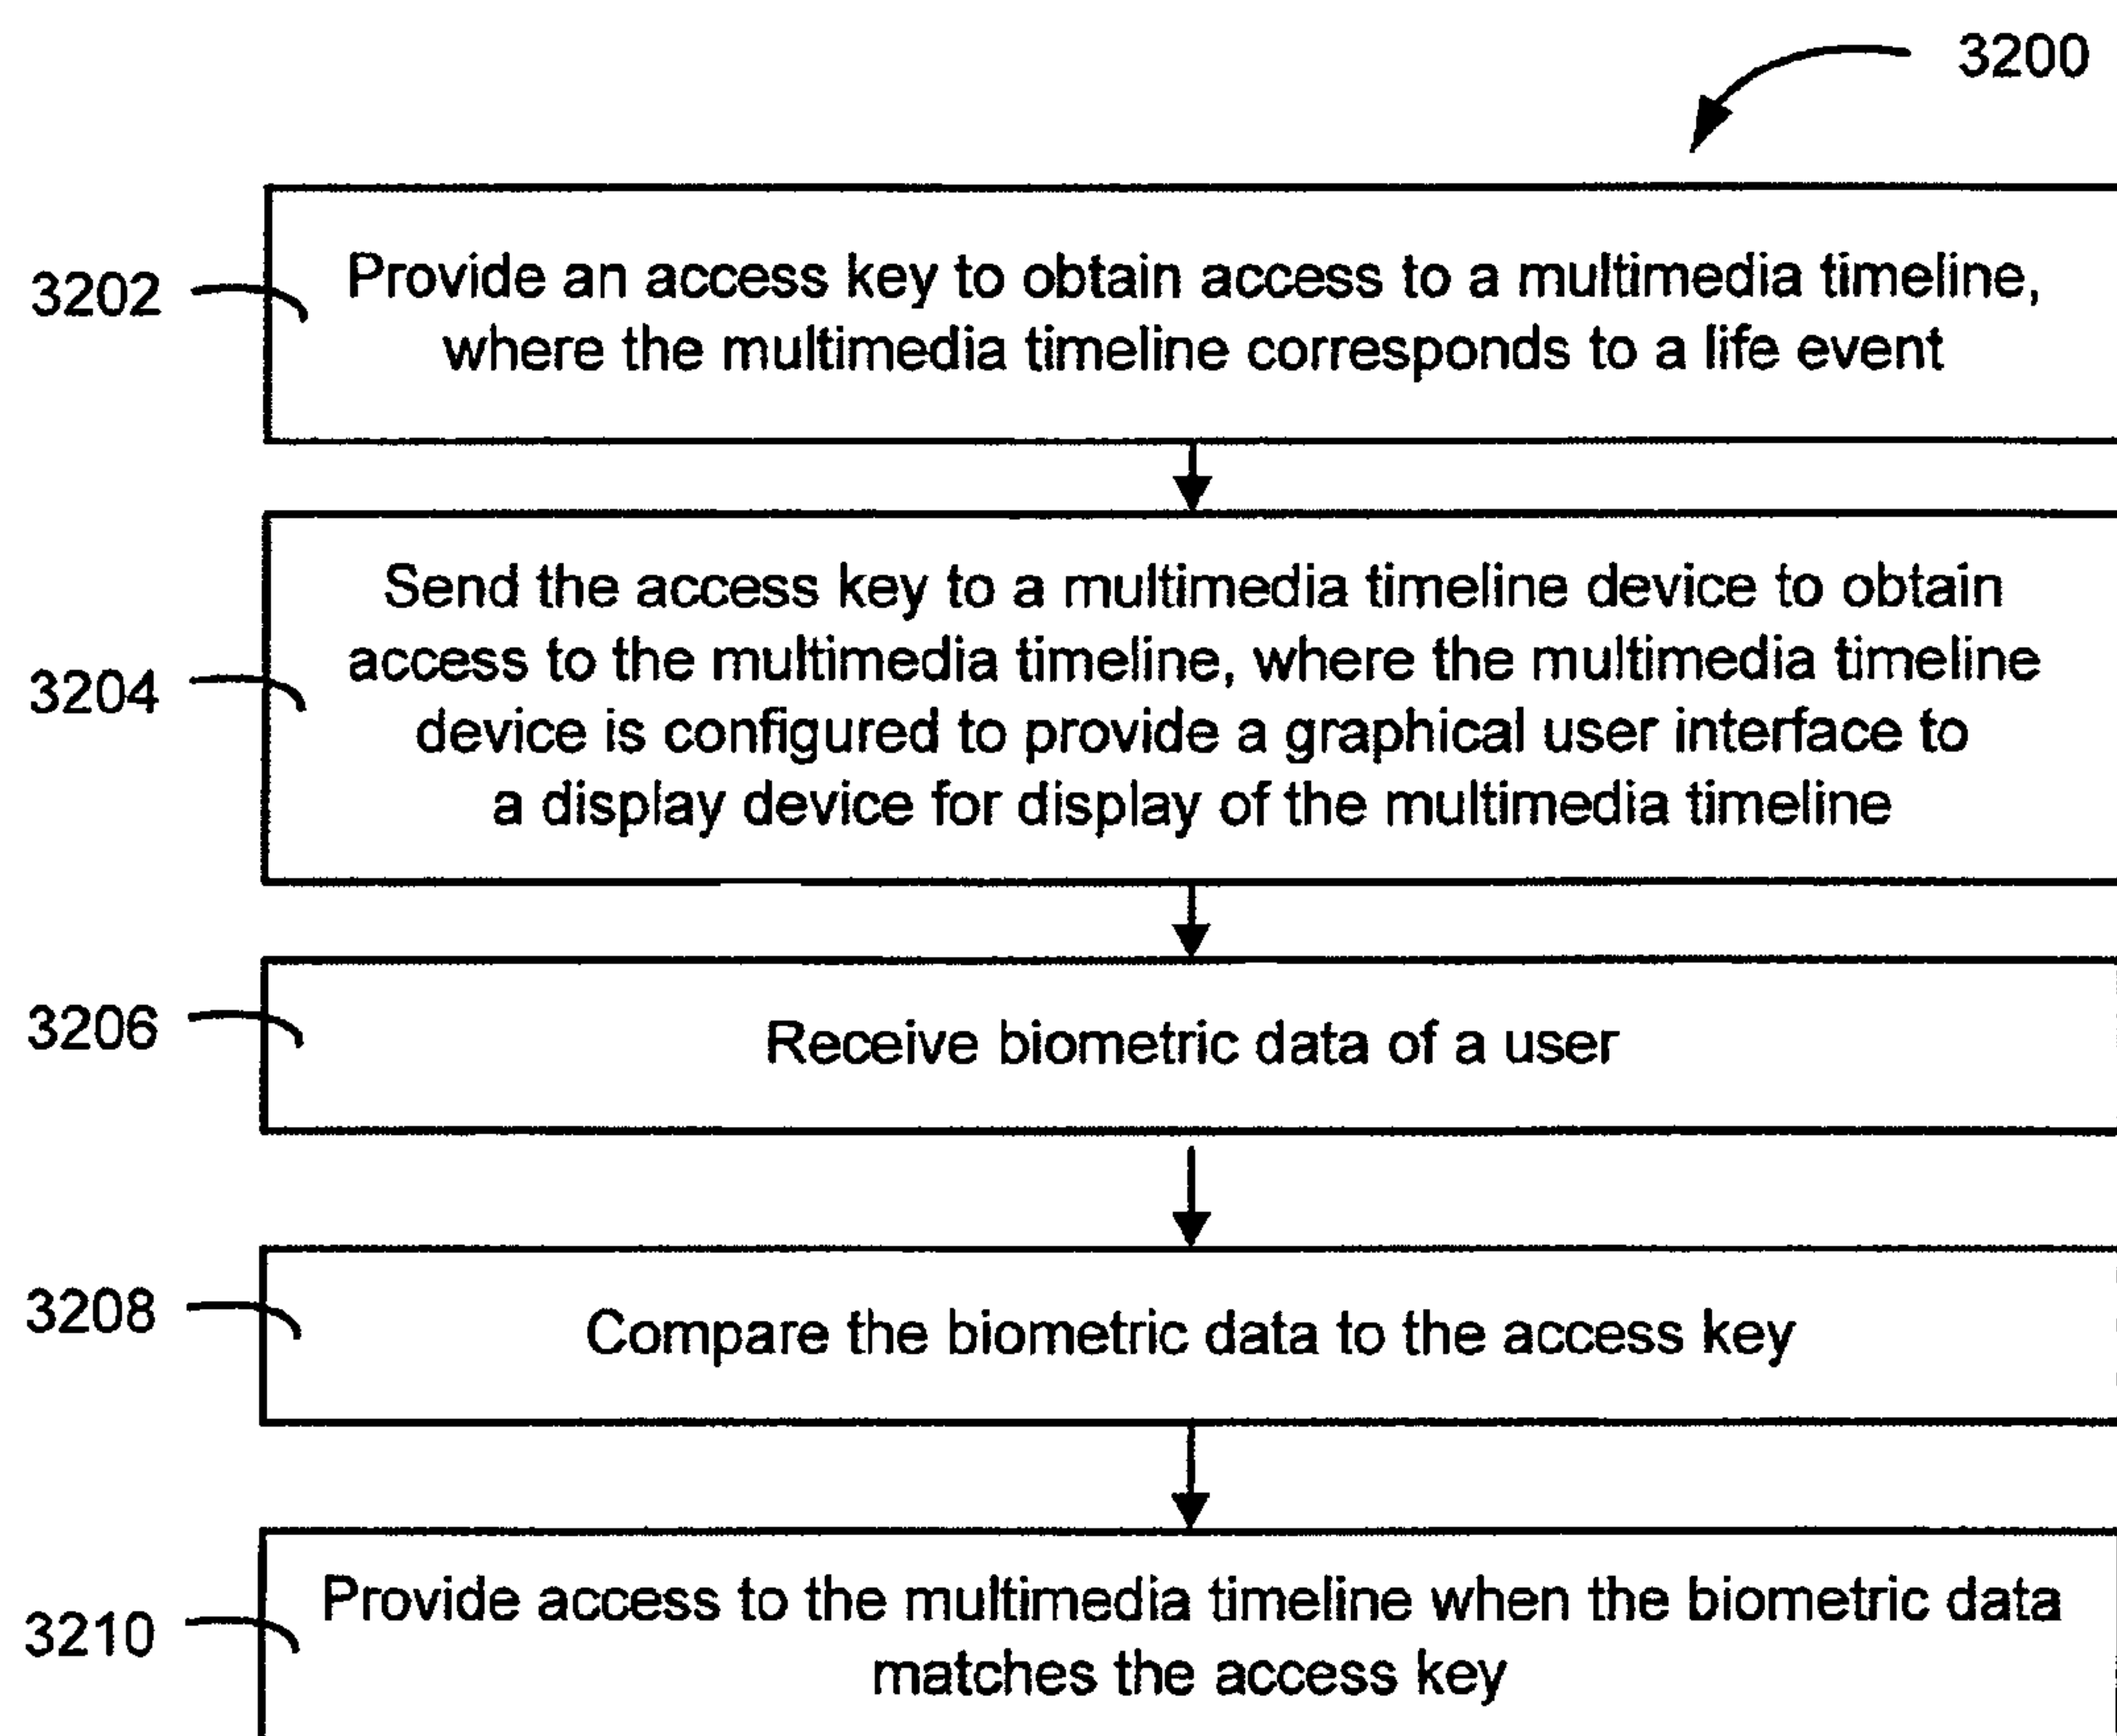 3200
3202
Provide an access key to obtain access to a multimedia timeline,
where the multimedia timeline corresponds to a life event
3204
Send the access key to a multimedia timeline device to obtain
access to the multimedia timeline, where the multimedia timeline
device is configured to provide a graphical user interface to
a display device for display of the multimedia timeline
3206
Receive biometric data of a user
3208
Compare the biometric data to the access key
3210
Provide access to the multimedia timeline when the biometric data
matches the access key